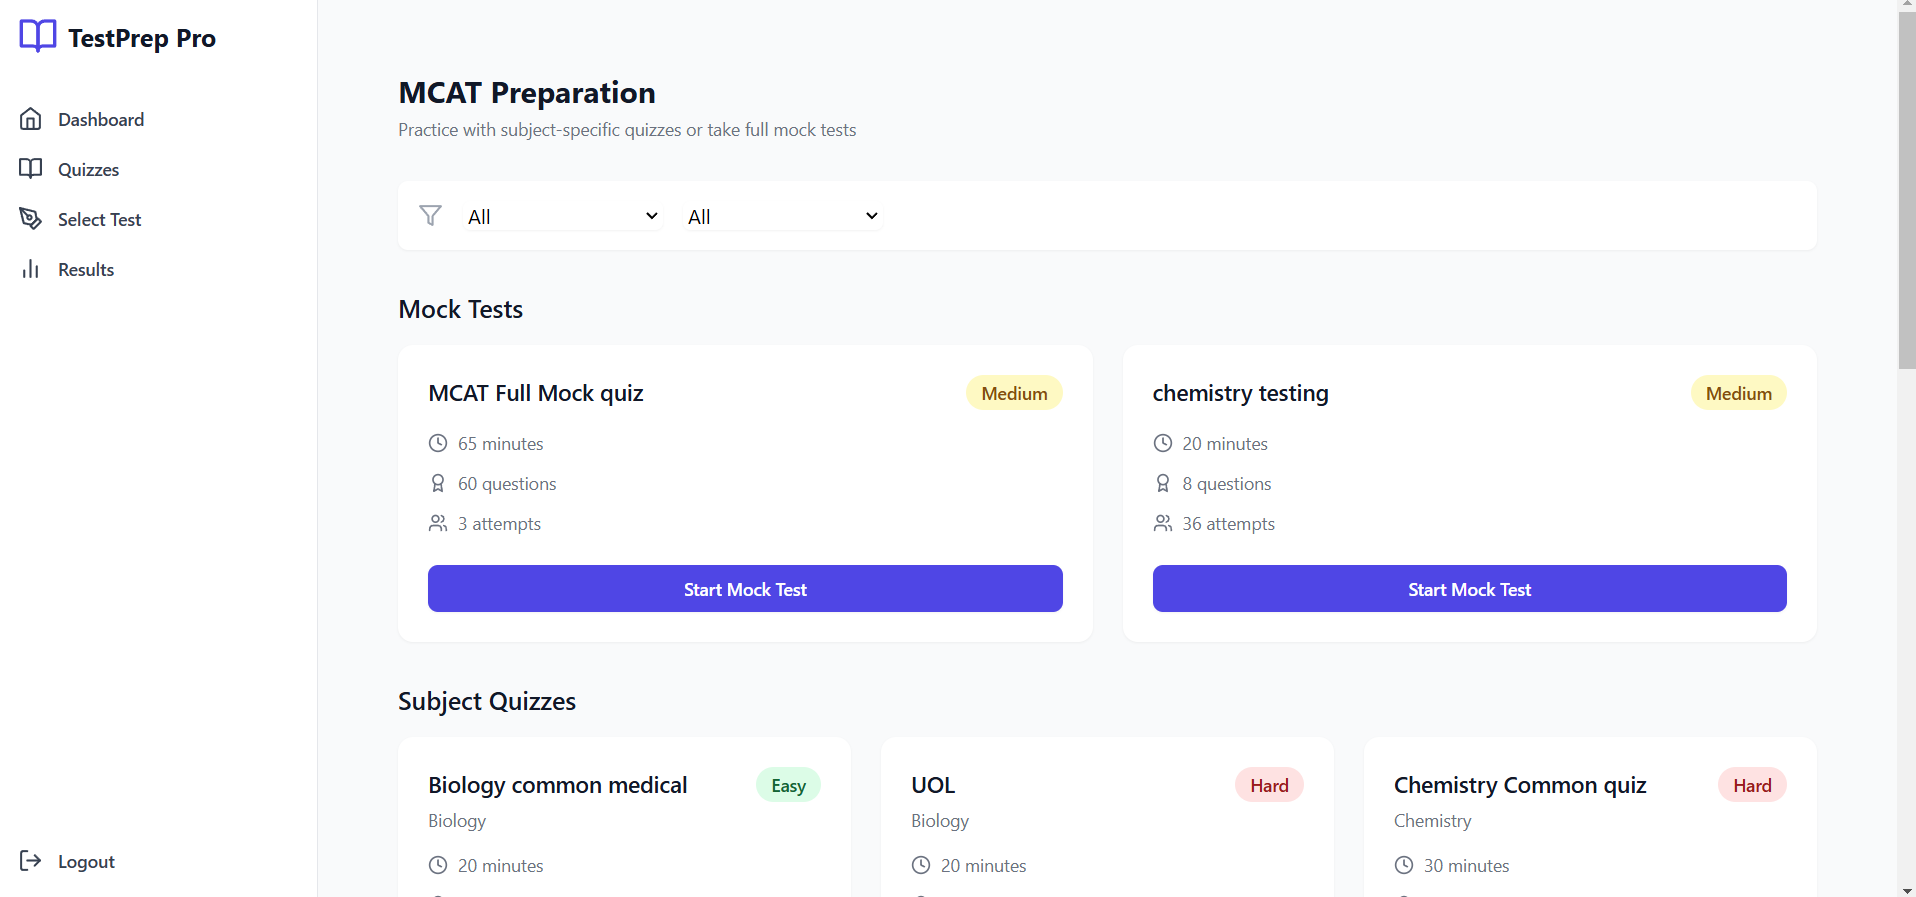 TestPrep Pro
Dashboard
Quizzes
Select Test
Results
Logout
MCAT Preparation
Practice with subject-specific quizzes or take full mock tests
All All
Mock Tests
MCAT Full Mock quiz Medium
65 minutes
60 questions
3 attempts
Start Mock Test
chemistry testing Medium
20 minutes
8 questions
36 attempts
Start Mock Test
Subject Quizzes
Biology common medical Easy
Biology
20 minutes
UOL Hard
Biology
20 minutes
Chemistry Common quiz Hard
Chemistry
30 minutes